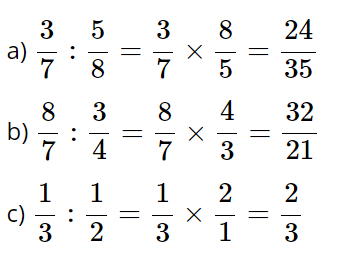 a) 3/7 : 5/8 = 3/7 × 8/5 = 24/35
b) 8/7 : 3/4 = 8/7 × 4/3 = 32/21
c) 1/3 : 1/2 = 1/3 × 2/1 = 2/3